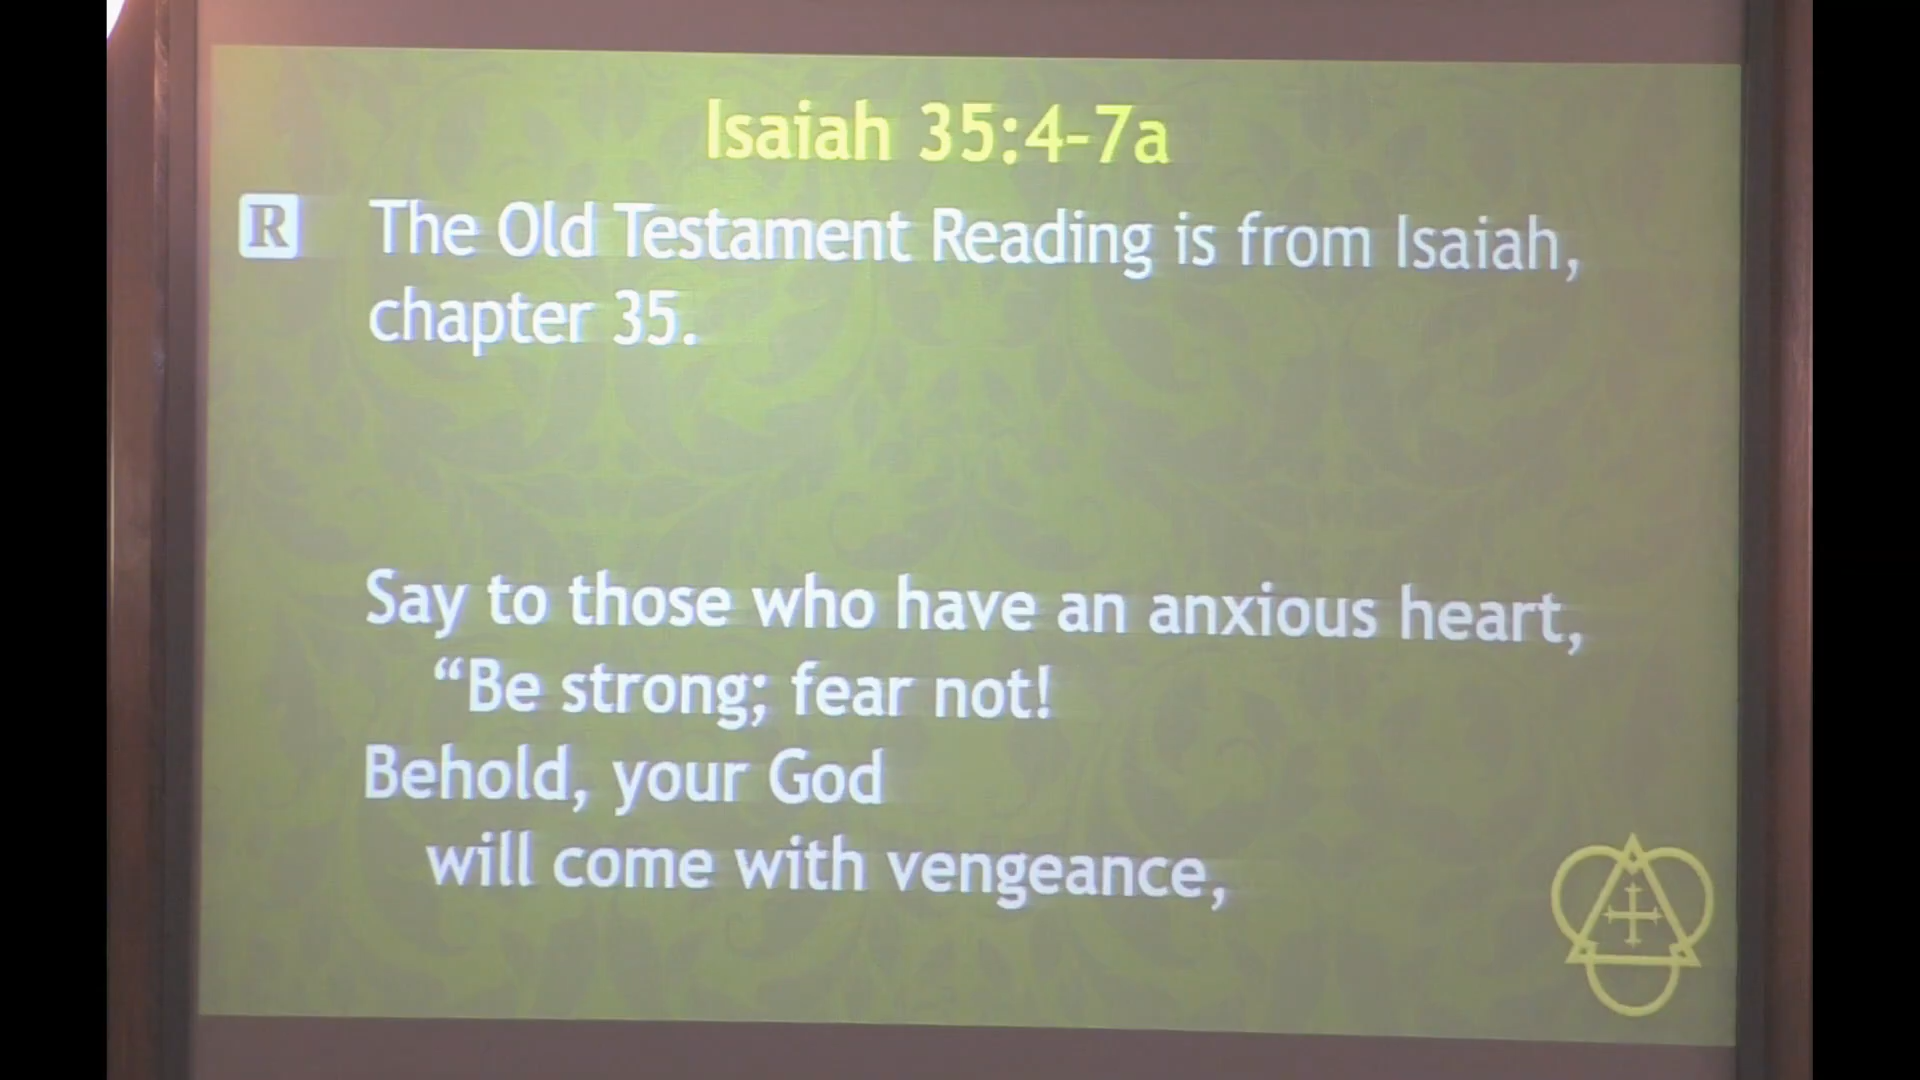 Isaiah 35:4-7a
R The Old Testament Reading is from Isaiah,
chapter 35.
Say to those who have an anxious heart,
“Be strong; fear not!
Behold, your God
will come with vengeance,